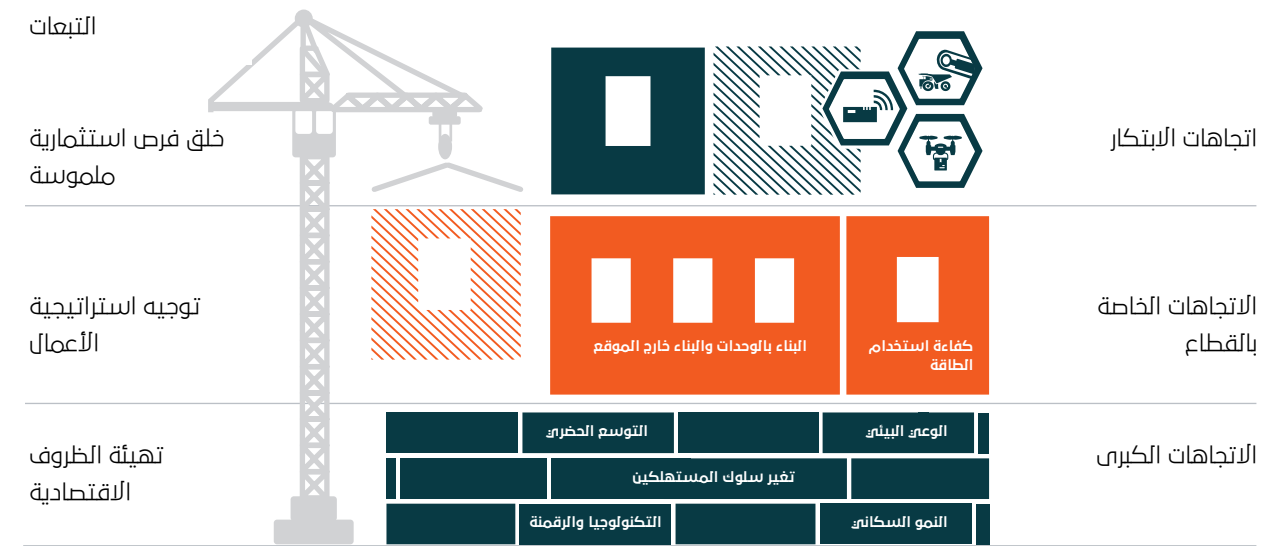 التبعات
اتجاهات الابتكار
خلق فرص استثمارية
ملموسة
الاتجاهات الخاصة
بالقطاع
كفاءة استخدام
الطاقة
البناء بالوحدات والبناء خارج الموقع
توجيه استراتيجية
الأعمال
الاتجاهات الكبرى
الوعي البيئي
التوسع الحضري
تغير سلوك المستهلكين
النمو السكاني
التكنولوجيا والرقمنة
تهيئة الظروف
الاقتصادية